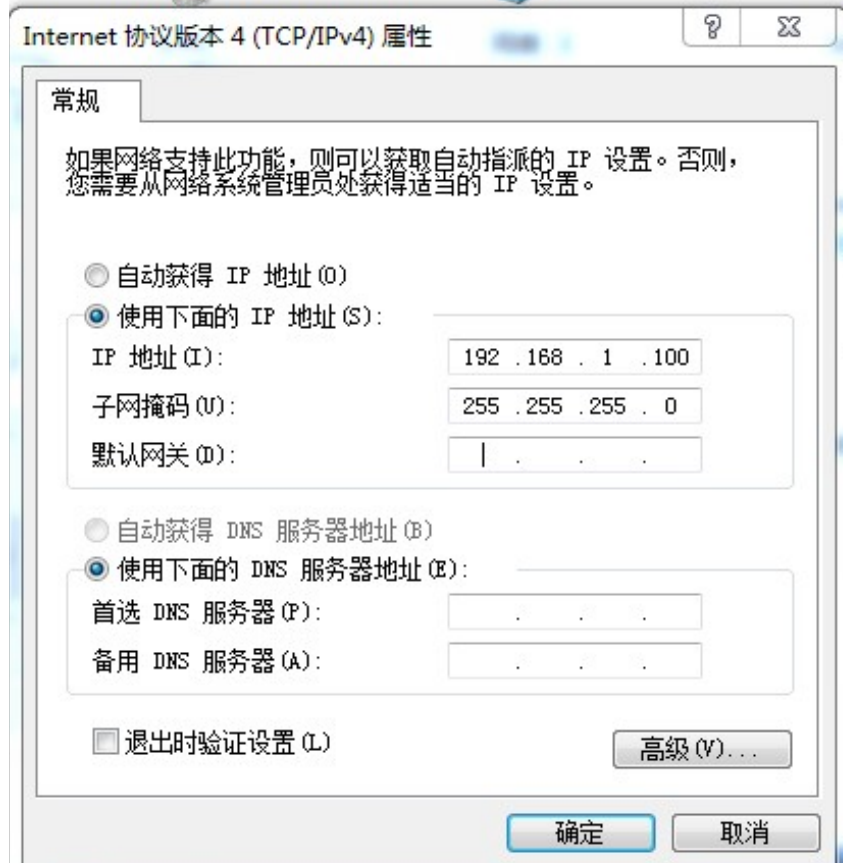 Internet 协议版本 4 (TCP/IPv4) 属性
常规
如果网络支持此功能，则可以获取自动指派的 IP 设置。否则，
您需要从网络系统管理员处获得适当的 IP 设置。
自动获得 IP 地址(O)
使用下面的 IP 地址(S):
IP 地址(I): 192 .168 . 1 .100
子网掩码(U): 255 .255 .255 . 0
默认网关(D): . . .
自动获得 DNS 服务器地址(B)
使用下面的 DNS 服务器地址(E):
首选 DNS 服务器(P): . . .
备用 DNS 服务器(A): . . .
退出时验证设置(L)
高级(V)...
确定 取消